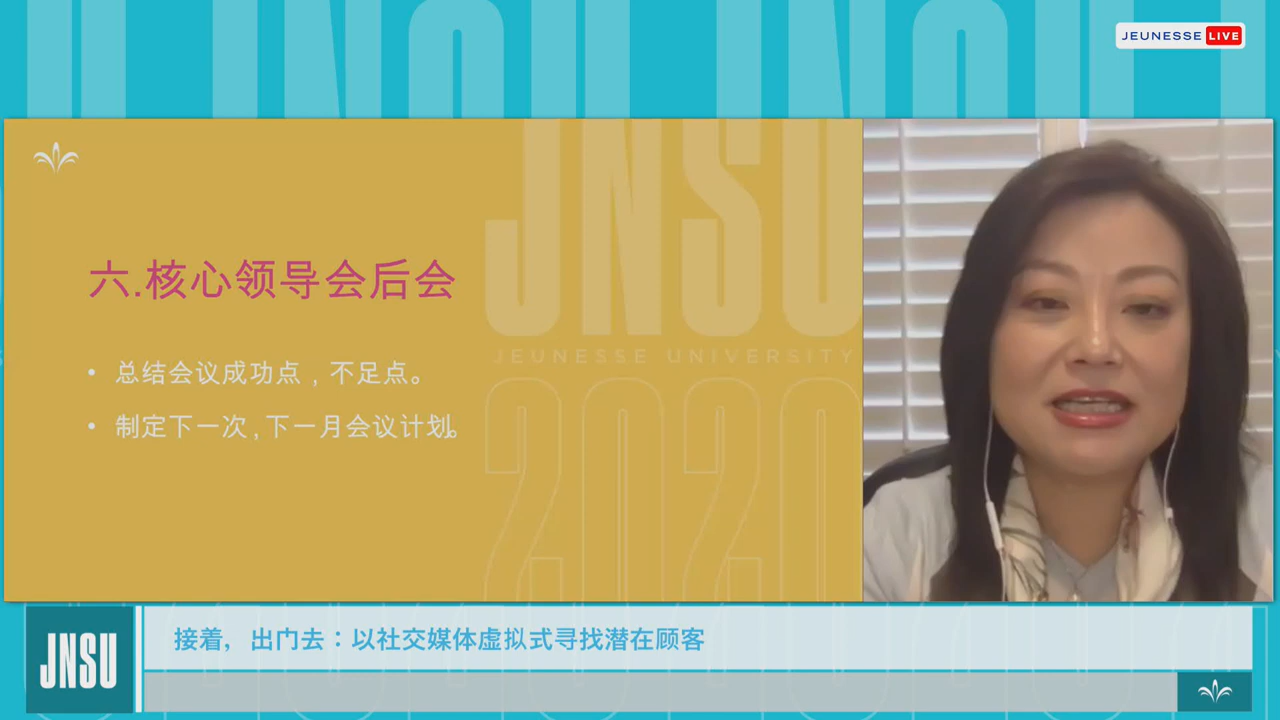 JEUNESSE LIVE
JNSU
JEUNESSE UNIVERSITY
2020
六.核心领导会后会
• 总结会议成功点，不足点。
• 制定下一次,下一月会议计划。
JNSU
接着，出门去：以社交媒体虚拟式寻找潜在顾客